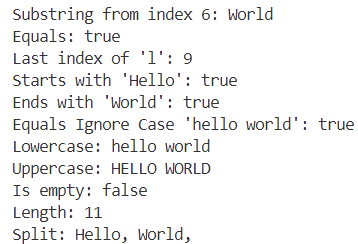 Substring from index 6: World
Equals: true
Last index of 'l': 9
Starts with 'Hello': true
Ends with 'World': true
Equals Ignore Case 'hello world': true
Lowercase: hello world
Uppercase: HELLO WORLD
Is empty: false
Length: 11
Split: Hello, World,